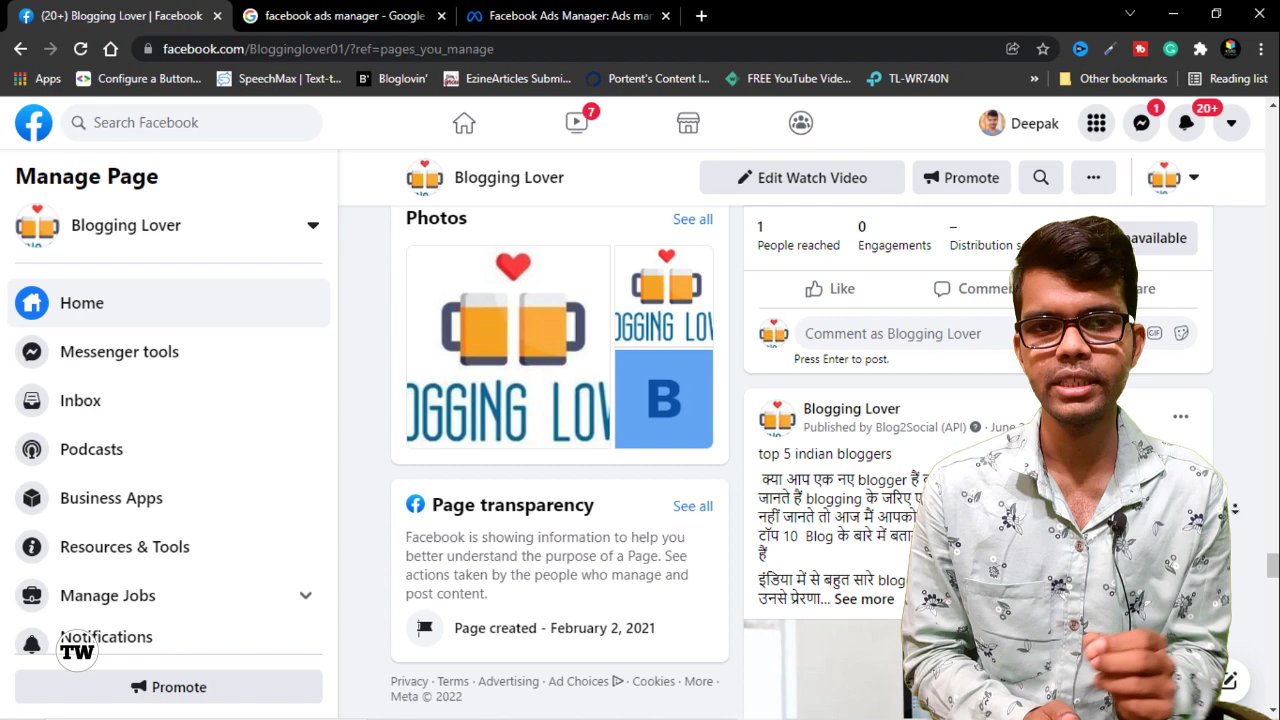 (20+) Blogging Lover | Facebook
facebook ads manager - Google
Facebook Ads Manager: Ads ma
facebook.com/Blogginglover01/?ref=pages_you_manage
Apps
Configure a Button...
SpeechMax | Text-t...
Bloglovin'
EzineArticles Submi...
Portent's Content I...
FREE YouTube Vide...
TL-WR740N
Other bookmarks
Reading list
Search Facebook
7
Deepak
1
20+
Manage Page
Blogging Lover
Home
Messenger tools
Inbox
Podcasts
Business Apps
Resources & Tools
Manage Jobs
Notifications
TW
Promote
Blogging Lover
Edit Watch Video
Promote
Photos
See all
OGGING LOV
OGGING LOV
B
Page transparency
See all
Facebook is showing information to help you
better understand the purpose of a Page. See
actions taken by the people who manage and
post content.
Page created - February 2, 2021
Privacy · Terms · Advertising · Ad Choices · Cookies · More ·
Meta © 2022
1
People reached
0
Engagements
–
Distribution s
available
Like
Comme
are
Comment as Blogging Lover
GIF
Press Enter to post.
Blogging Lover
Published by Blog2Social (API) · June
top 5 indian bloggers
क्या आप एक नए blogger हैं
जानते हैं blogging के जरिए
नहीं जानते तो आज मैं आपको
टॉप 10 Blog के बारे में बता
हैं
इंडिया में से बहुत सारे blog
उनसे प्रेरणा... See more